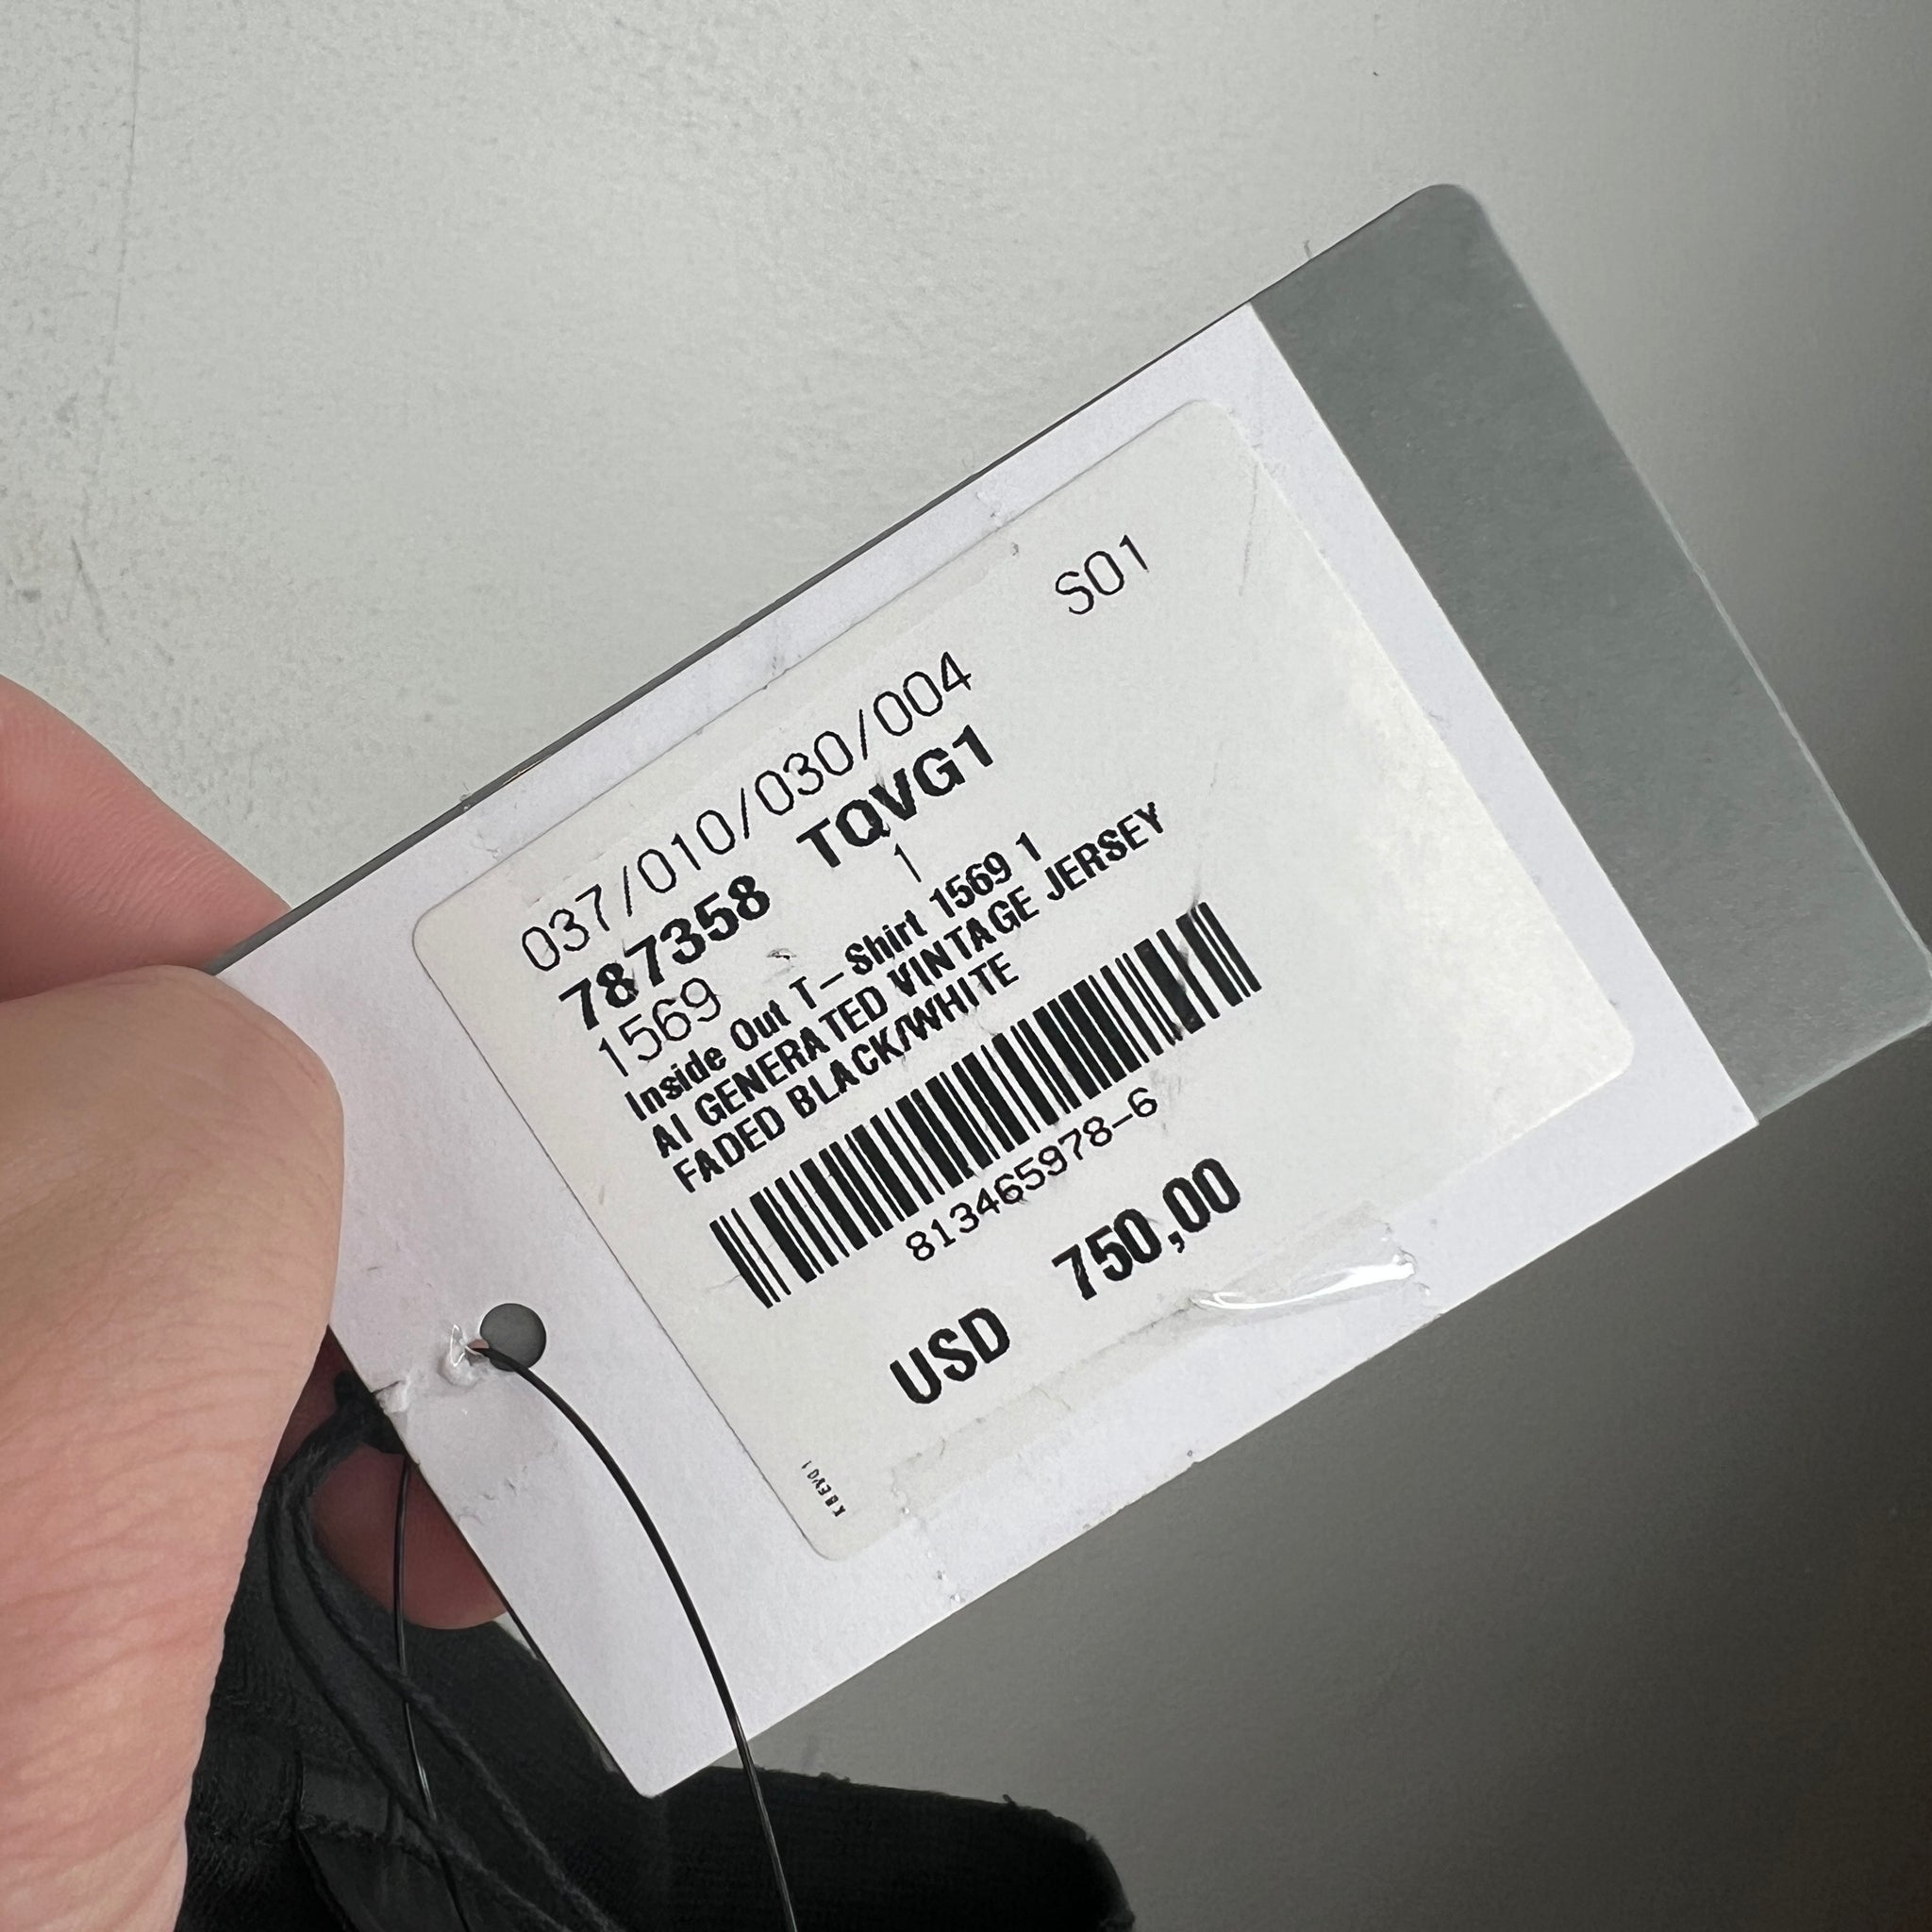 S01
037/010/030/004
787358 TQVG1
1569 1
Inside Out T-Shirt 1569 1
AI GENERATED VINTAGE JERSEY
FADED BLACK/WHITE
813465978-6
USD 750,00